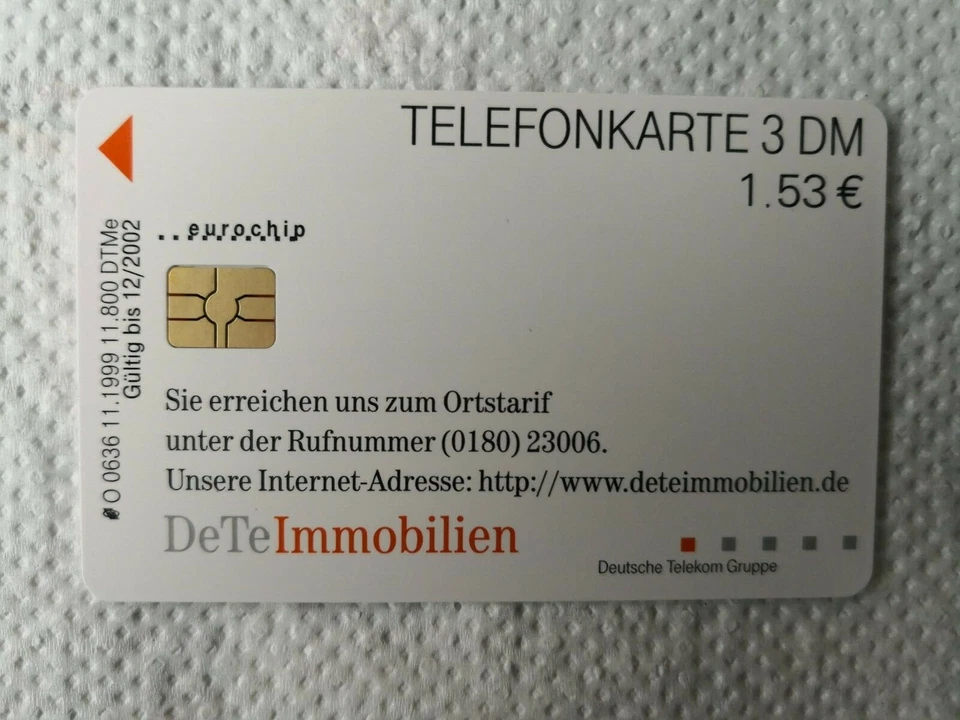 TELEFONKARTE 3 DM
1.53 €
eurochip
O 0636 11.1999 11.800 DTMe
Gültig bis 12/2002
Sie erreichen uns zum Ortstarif
unter der Rufnummer (0180) 23006.
Unsere Internet-Adresse: http://www.deteimmobilien.de
DeTeImmobilien
Deutsche Telekom Gruppe